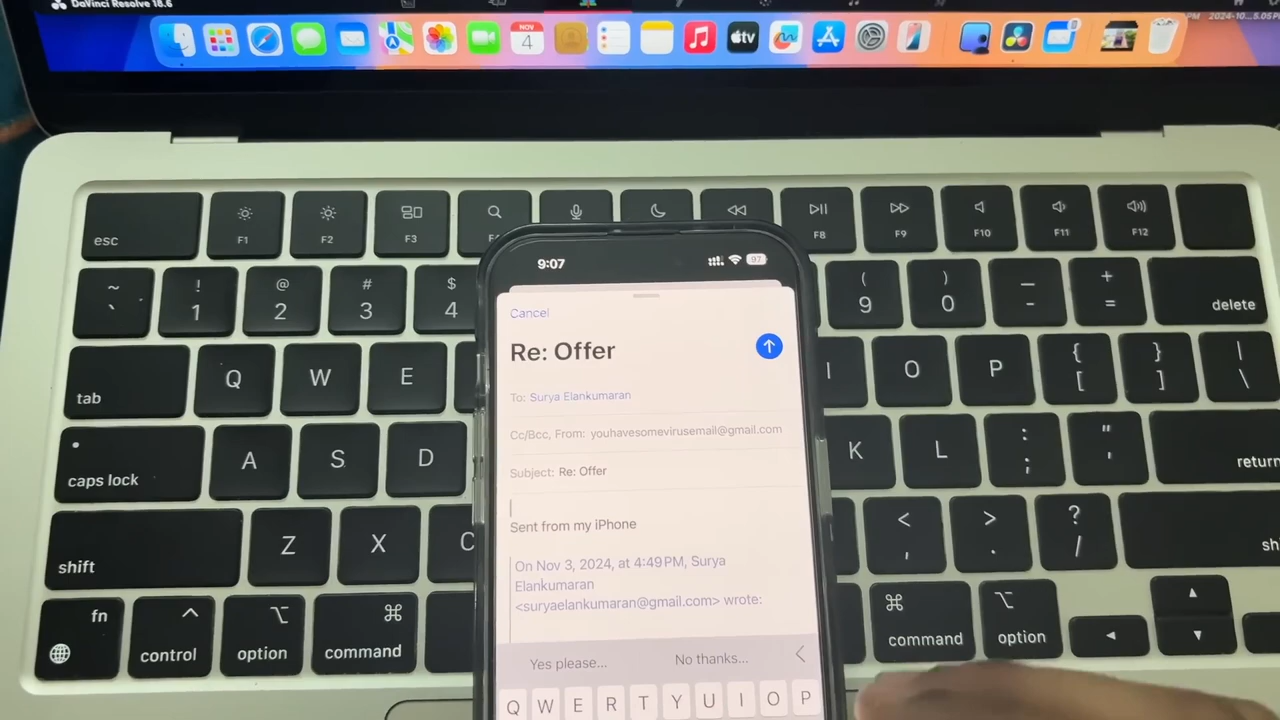 DaVinci Resolve 18.6
NOV
4
tv
esc
F1
F2
F3
F8
F9
F10
F11
F12
~
`
!
1
@
2
#
3
$
4
(
9
)
0
—
–
+
=
delete
tab
Q
W
E
I
O
P
{
[
}
]
|
\
caps lock
A
S
D
K
L
:
;
"
'
return
shift
Z
X
C
<
,
>
.
?
/
fn
control
option
⌘
command
⌘
command
option
9:07
97
Cancel
Re: Offer
To: Surya Elankumaran
Cc/Bcc, From: youhavesomevirusemail@gmail.com
Subject: Re: Offer
Sent from my iPhone
On Nov 3, 2024, at 4:49 PM, Surya
Elankumaran
<suryaelankumaran@gmail.com> wrote:
Yes please... No thanks...
Q W E R T Y U I O P